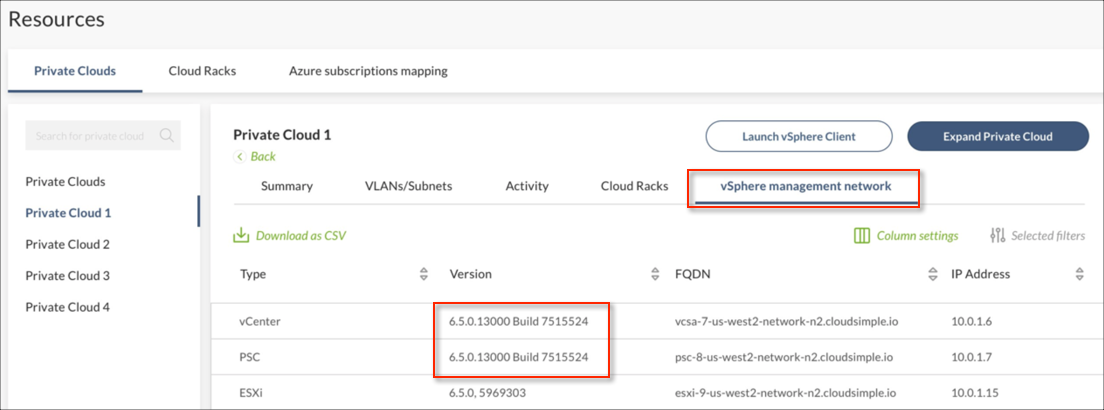 Resources
Private Clouds Cloud Racks Azure subscriptions mapping
Search for private cloud
Private Clouds
Private Cloud 1
Private Cloud 2
Private Cloud 3
Private Cloud 4
Private Cloud 1 Launch vSphere Client Expand Private Cloud
Back
Summary VLANs/Subnets Activity Cloud Racks vSphere management network
Download as CSV Column settings Selected filters
Type Version FQDN IP Address
vCenter 6.5.0.13000 Build 7515524 vcsa-7-us-west2-network-n2.cloudsimple.io 10.0.1.6
PSC 6.5.0.13000 Build 7515524 psc-8-us-west2-network-n2.cloudsimple.io 10.0.1.7
ESXi 6.5.0, 5969303 esxi-9-us-west2-network-n2.cloudsimple.io 10.0.1.15